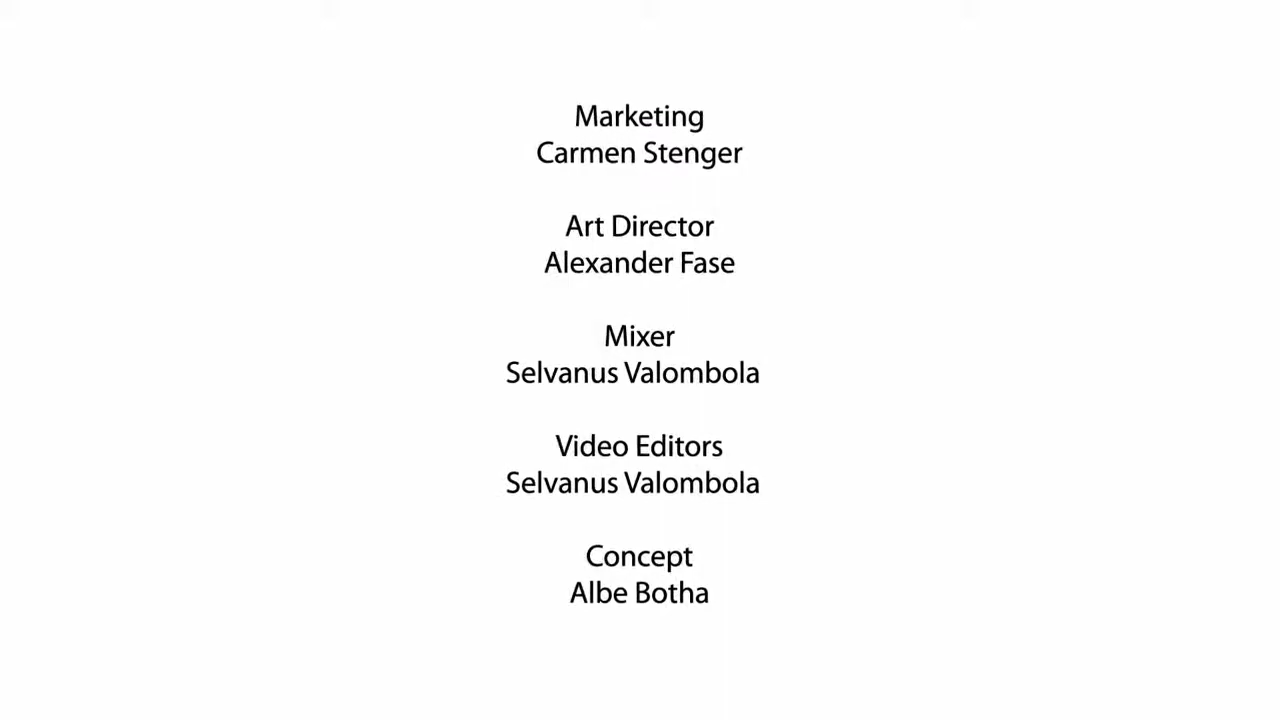 Marketing
Carmen Stenger
Art Director
Alexander Fase
Mixer
Selvanus Valombola
Video Editors
Selvanus Valombola
Concept
Albe Botha